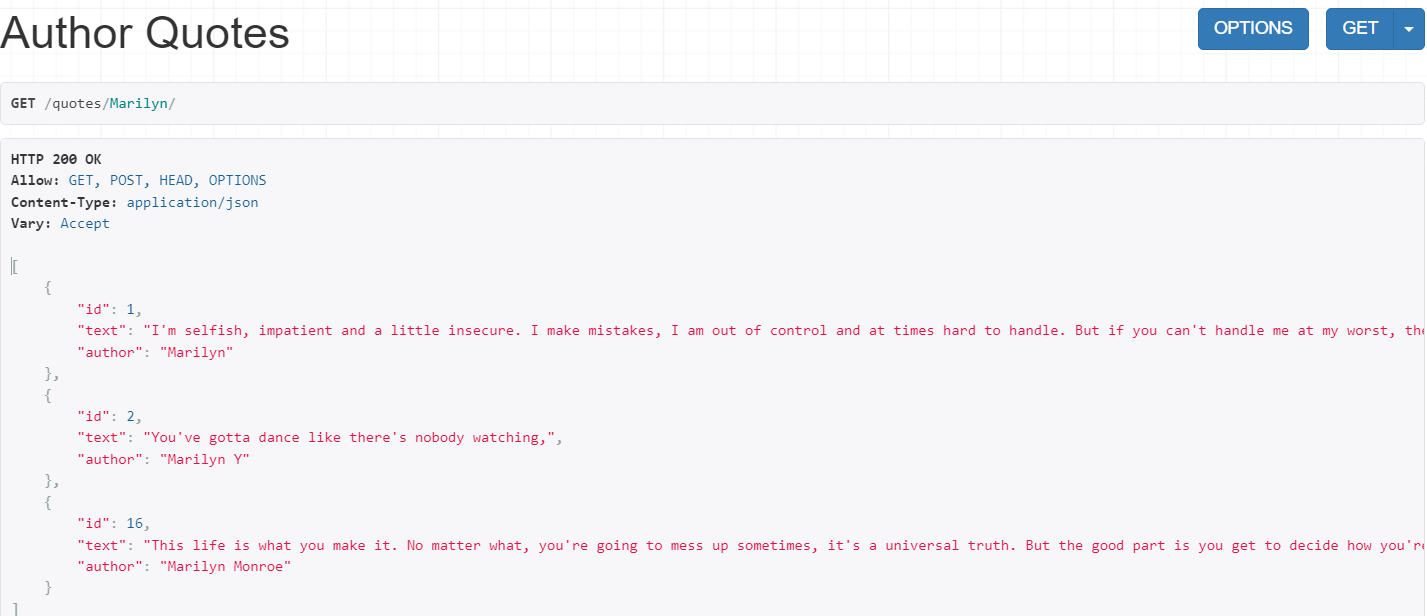 Author Quotes
OPTIONS
GET
GET /quotes/Marilyn/
HTTP 200 OK
Allow: GET, POST, HEAD, OPTIONS
Content-Type: application/json
Vary: Accept
[
{
"id": 1,
"text": "I'm selfish, impatient and a little insecure. I make mistakes, I am out of control and at times hard to handle. But if you can't handle me at my worst,
"author": "Marilyn"
},
{
"id": 2,
"text": "You've gotta dance like there's nobody watching,",
"author": "Marilyn Y"
},
{
"id": 16,
"text": "This life is what you make it. No matter what, you're going to mess up sometimes, it's a universal truth. But the good part is you get to decide how you're
"author": "Marilyn Monroe"
}
]